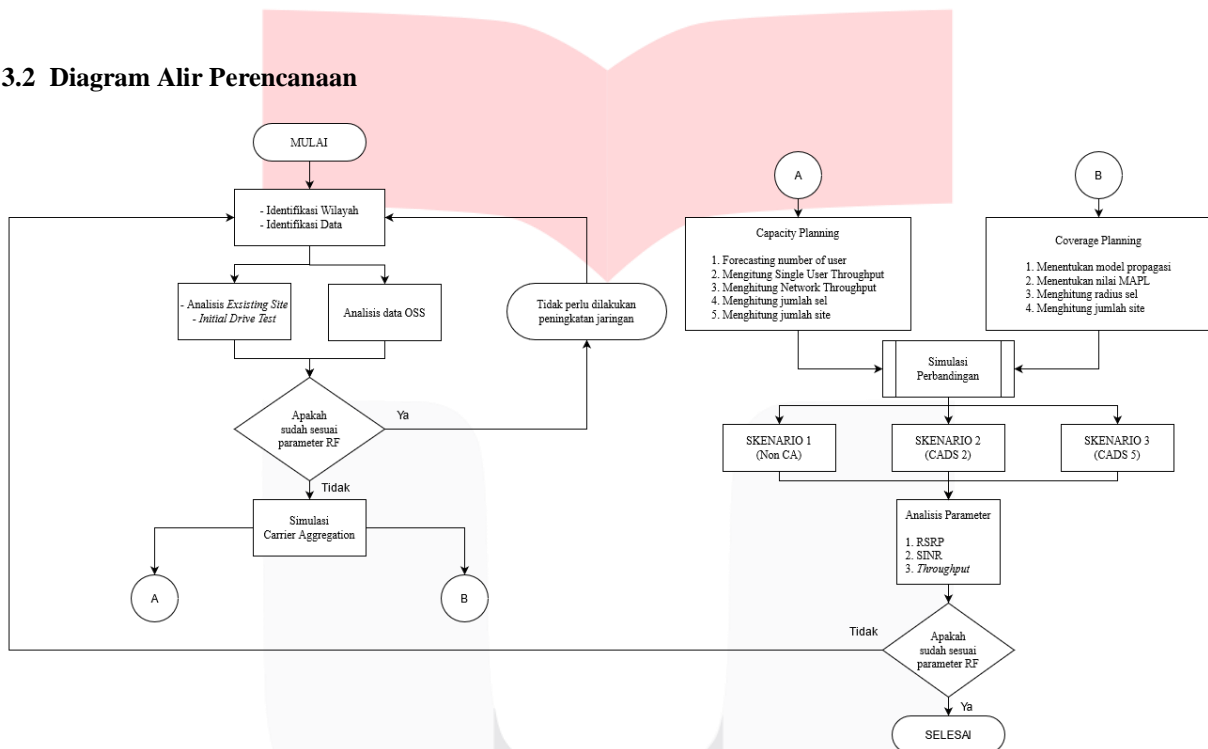 3.2 Diagram Alir Perencanaan
MULAI
- Identifikasi Wilayah
- Identifikasi Data
- Analisis Exsisting Site
- Initial Drive Test
Analisis data OSS
Tidak perlu dilakukan
peningkatan jaringan
Apakah
sudah sesuai
parameter RF
Ya
Tidak
Simulasi
Carrier Aggregation
A
B
A
B
Capacity Planning
1. Forecasting number of user
2. Mengitung Single User Throughput
3. Menghitung Network Throughput
4. Menghitung jumlah sel
5. Menghitung jumlah site
Coverage Planning
1. Menentukan model propagasi
2. Menentukan nilai MAPL
3. Menghitung radius sel
4. Menghitung jumlah site
Simulasi
Perbandingan
SKENARIO 1
(Non CA)
SKENARIO 2
(CADS 2)
SKENARIO 3
(CADS 5)
Analisis Parameter
1. RSRP
2. SINR
3. Throughput
Tidak
Apakah
sudah sesuai
parameter RF
Ya
SELESAI